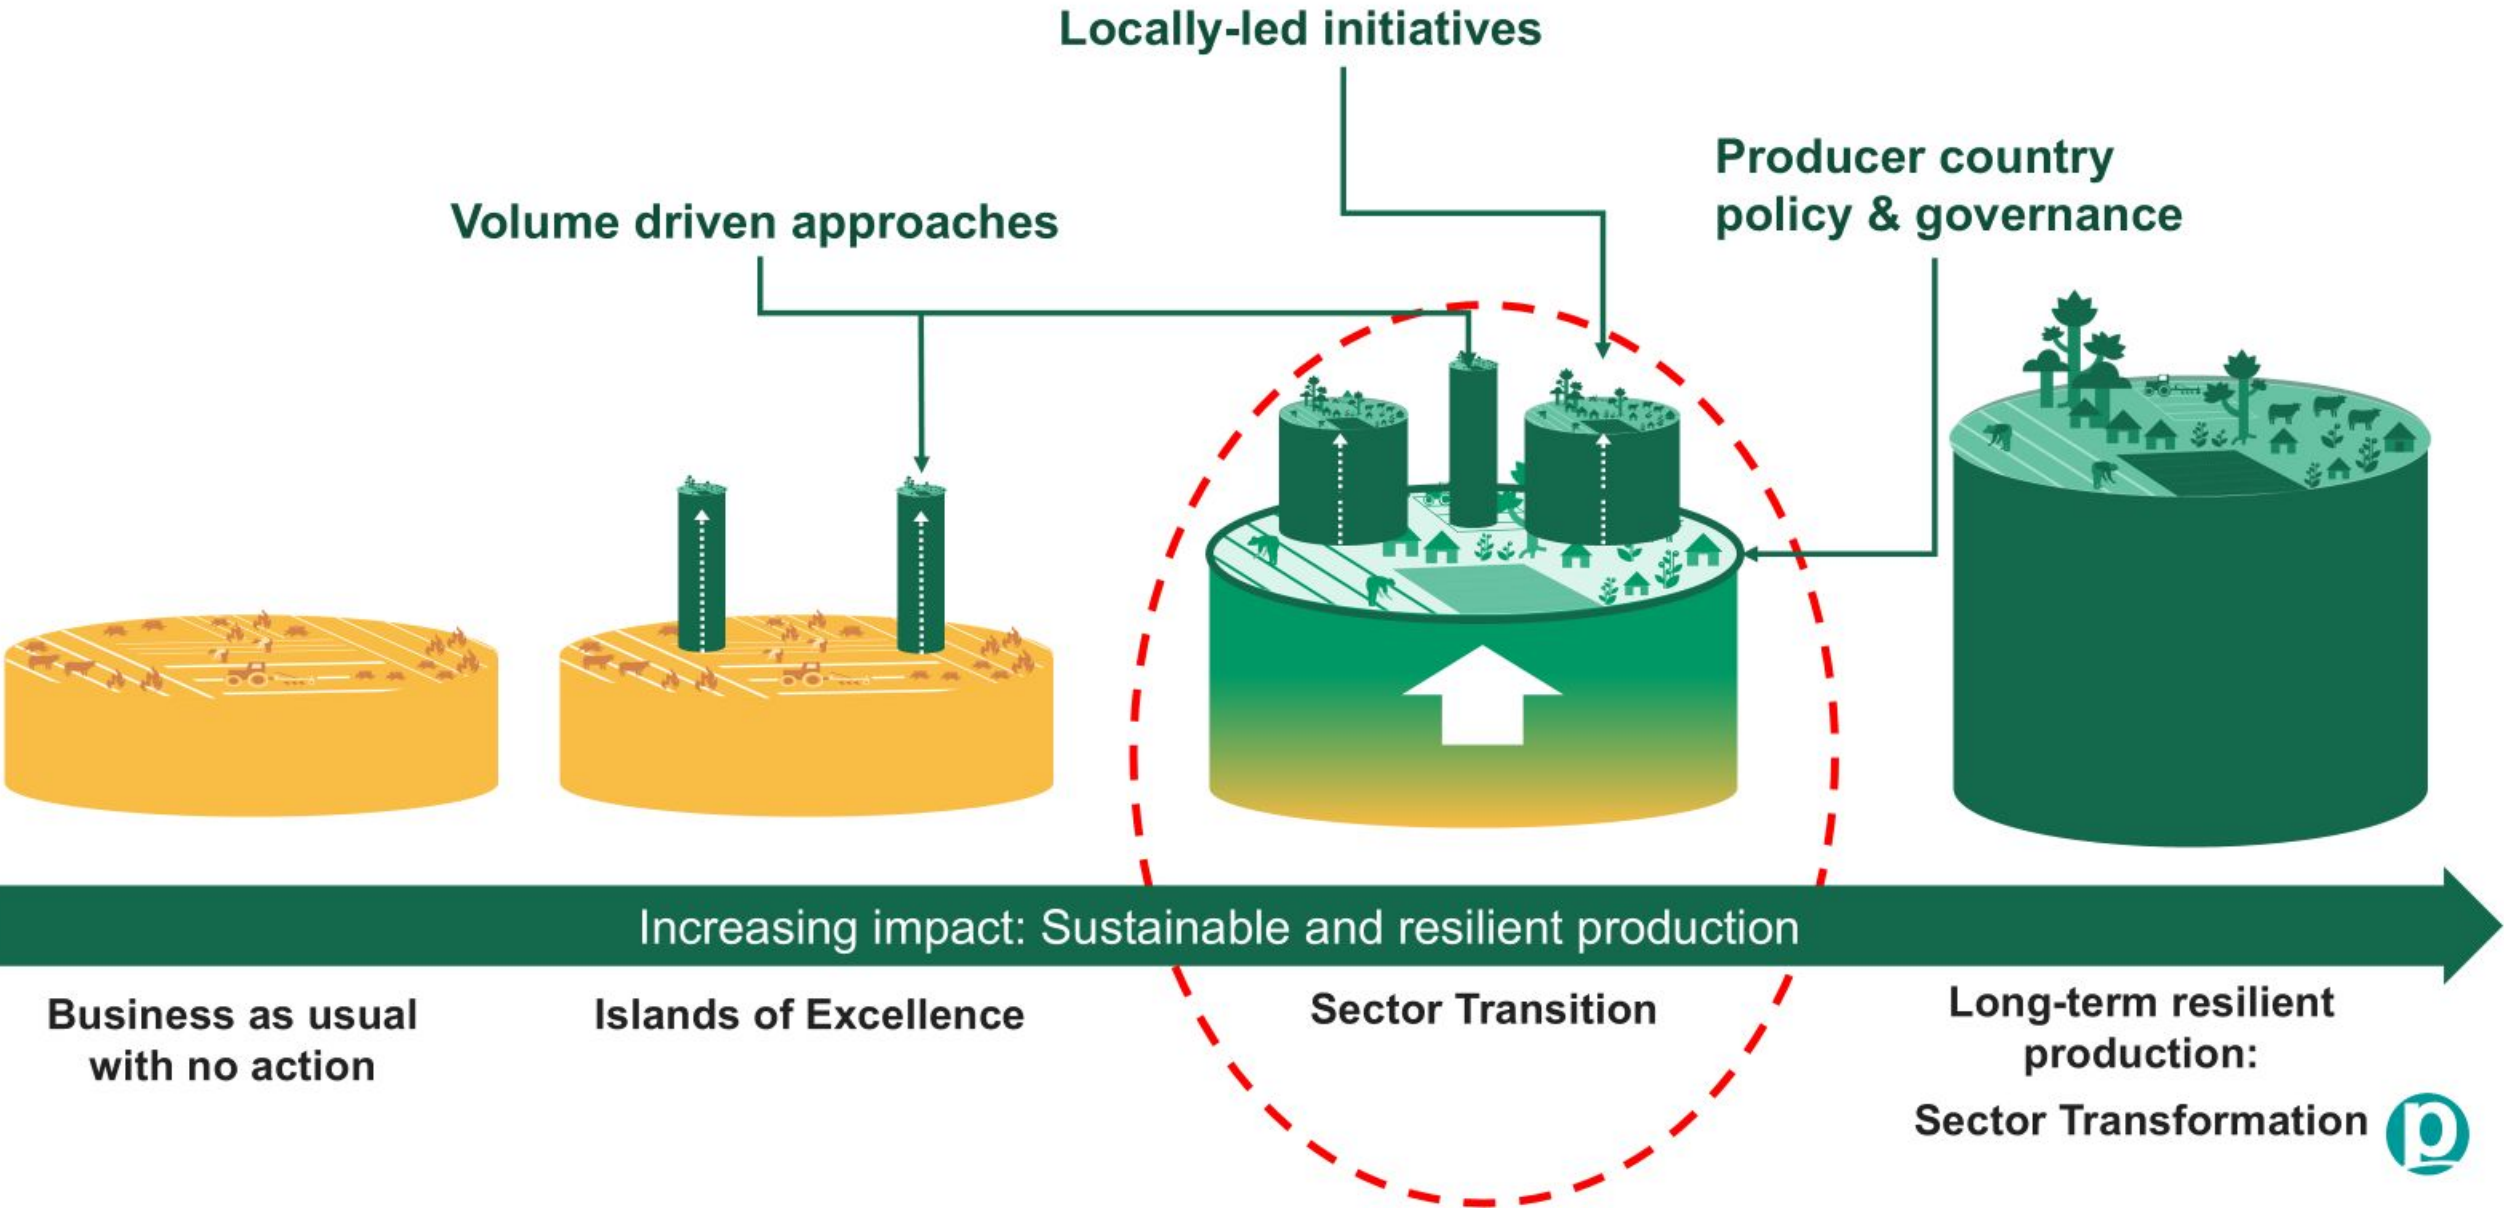 Locally-led initiatives
Producer country
policy & governance
Volume driven approaches
Increasing impact: Sustainable and resilient production
Business as usual
with no action
Islands of Excellence
Sector Transition
Long-term resilient
production:
Sector Transformation
p